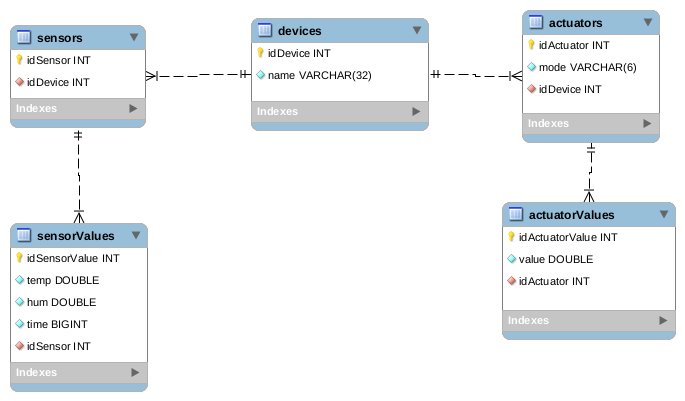 sensors
idSensor INT
idDevice INT
Indexes
devices
idDevice INT
name VARCHAR(32)
Indexes
actuators
idActuator INT
mode VARCHAR(6)
idDevice INT
Indexes
sensorValues
idSensorValue INT
temp DOUBLE
hum DOUBLE
time BIGINT
idSensor INT
Indexes
actuatorValues
idActuatorValue INT
value DOUBLE
idActuator INT
Indexes